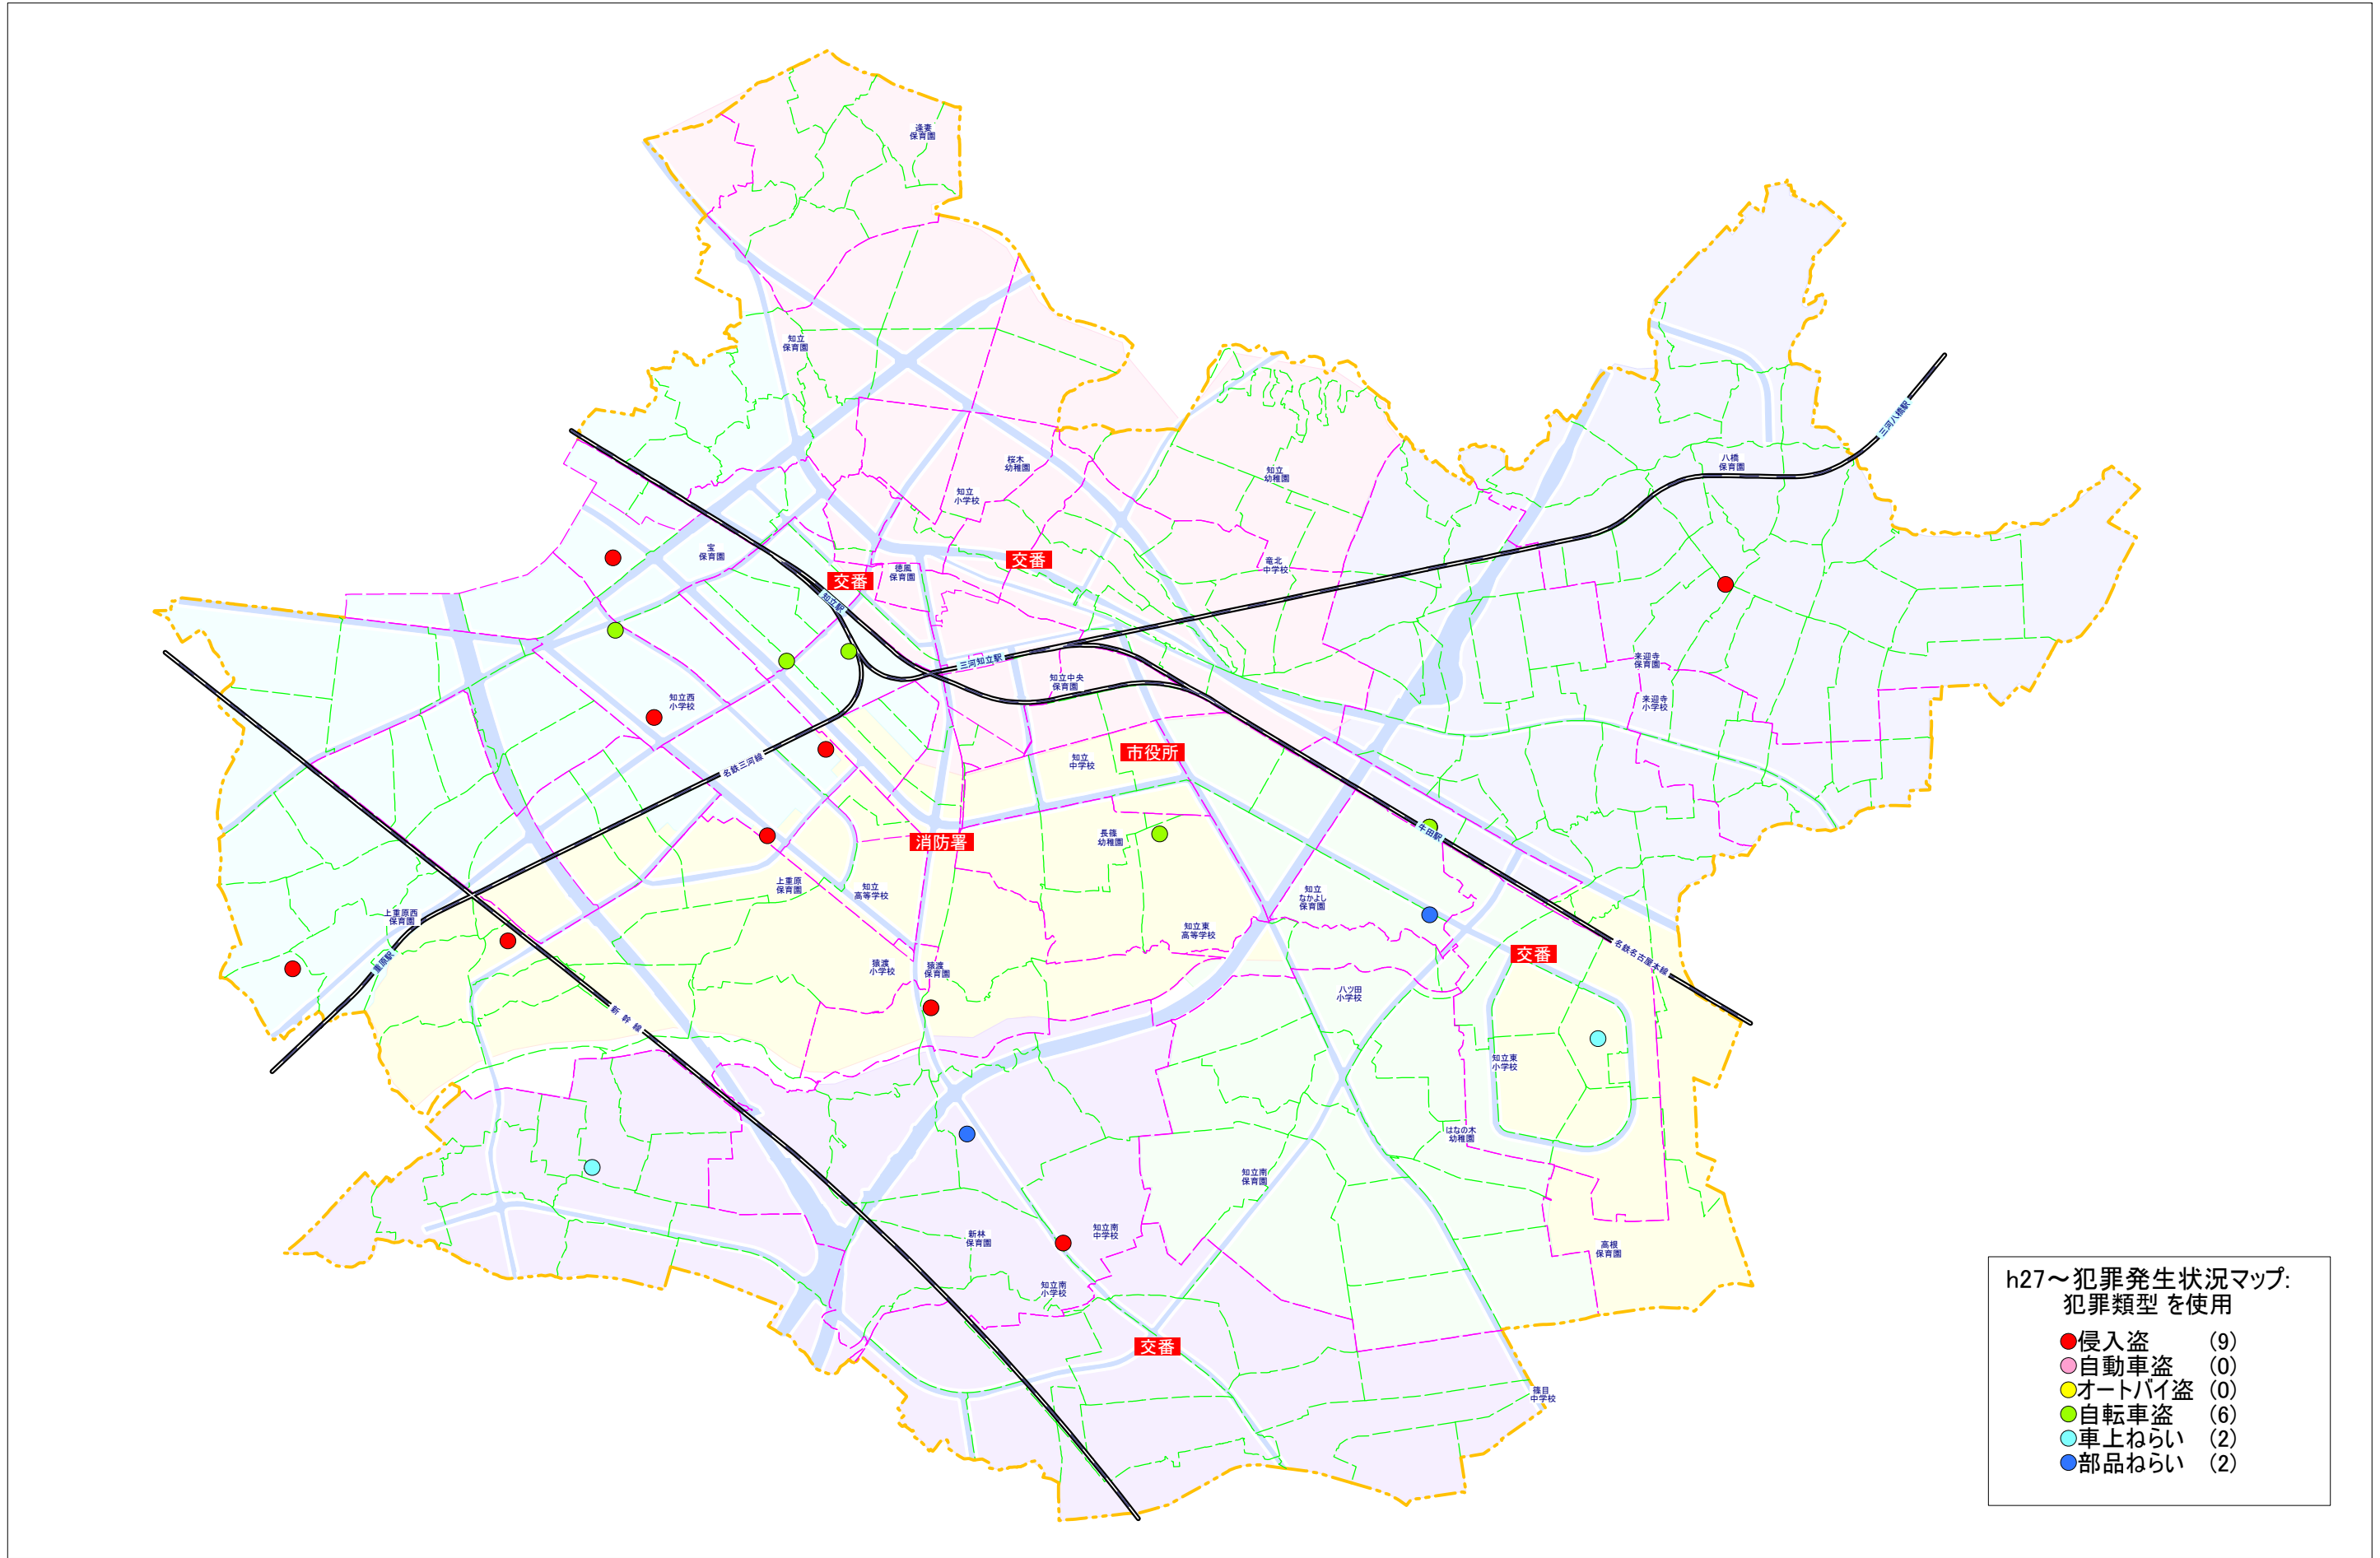 逢妻
保育園
知立
保育園
桜木
幼稚園
知立
小学校
知立
幼稚園
八橋
保育園
三河八橋駅
宝
保育園
交番
徳風
保育園
交番
竜北
中学校
知立駅
三河知立駅
知立中央
保育園
来迎寺
保育園
来迎寺
小学校
知立西
小学校
名鉄三河線
知立
中学校
市役所
消防署
長篠
幼稚園
牛田駅
上重原
保育園
知立
高等学校
知立
なかよし
保育園
上重原西
保育園
重原駅
知立東
高等学校
猿渡
小学校
猿渡
保育園
交番
名鉄名古屋本線
八ツ田
小学校
新幹線
知立東
小学校
はなの木
幼稚園
知立南
保育園
新林
保育園
知立南
中学校
高根
保育園
知立南
小学校
交番
篠目
中学校
h27～犯罪発生状況マップ:
犯罪類型 を使用
侵入盗 (9)
自動車盗 (0)
オートバイ盗 (0)
自転車盗 (6)
車上ねらい (2)
部品ねらい (2)